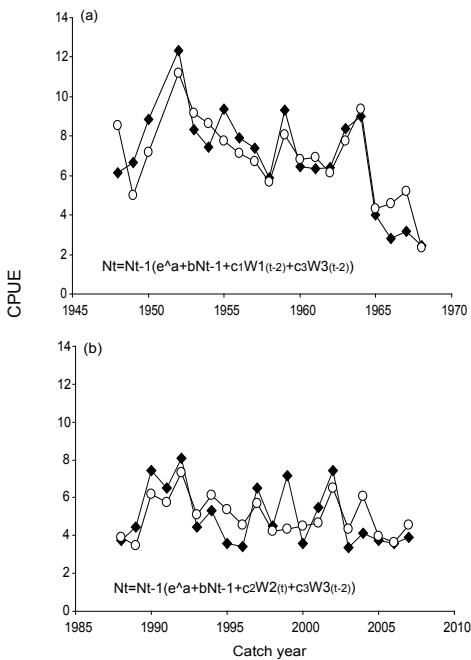 (a)
14
12
10
8
6
4
2
0
Nt=Nt-1(e^a+bNt-1+c1W1(t-2)+c3W3(t-2))
1945 1950 1955 1960 1965 1970
CPUE
(b)
14
12
10
8
6
4
2
0
Nt=Nt-1(e^a+bNt-1+c2W2(t)+c3W3(t-2))
1985 1990 1995 2000 2005 2010
Catch year